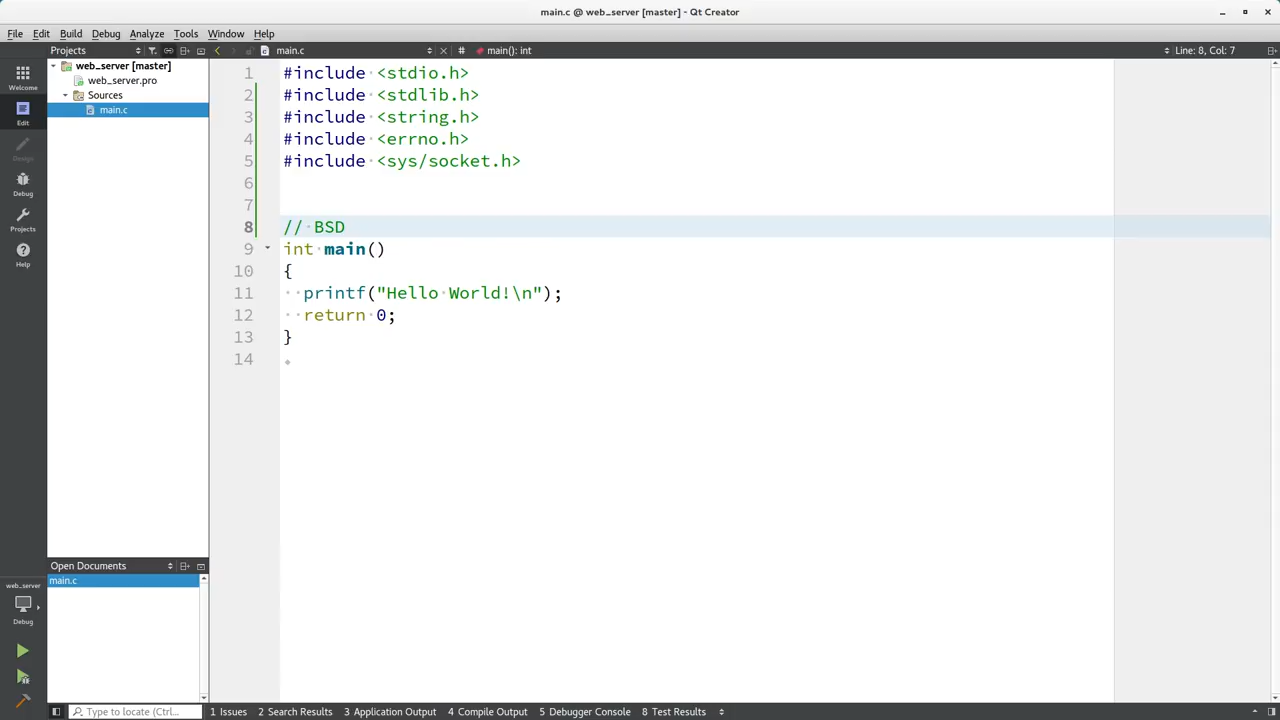 main.c @ web_server [master] - Qt Creator
File Edit Build Debug Analyze Tools Window Help
Projects main.c # main(): int Line: 8, Col: 7
web_server [master]
web_server.pro
Sources
main.c
Welcome
Edit
Design
Debug
Projects
Help
1 #include <stdio.h>
2 #include <stdlib.h>
3 #include <string.h>
4 #include <errno.h>
5 #include <sys/socket.h>
6
7
8 // BSD
9 int main()
10 {
11 printf("Hello World!\n");
12 return 0;
13 }
14
Open Documents
main.c
web_server
Debug
Type to locate (Ctrl... 1 Issues 2 Search Results 3 Application Output 4 Compile Output 5 Debugger Console 8 Test Results